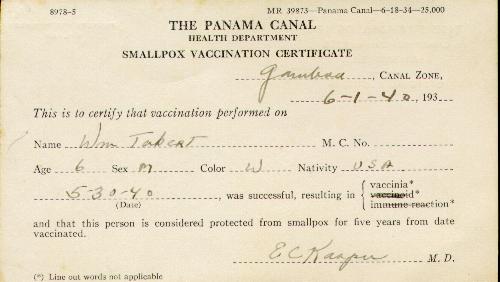 8978-5 MR 39873—Panama Canal—6-18-34—25,000
THE PANAMA CANAL
HEALTH DEPARTMENT
SMALLPOX VACCINATION CERTIFICATE
Gamboa, CANAL ZONE,
6-1-40, 193
This is to certify that vaccination performed on
Name Wm Tabert M. C. No.
Age 6 Sex M Color W Nativity USA
5-30-40, was successful, resulting in { vaccinia*
vaccinoid*
(Date) immune reaction*
and that this person is considered protected from smallpox for five years from date
vaccinated.
E C M. D.
(*) Line out words not applicable